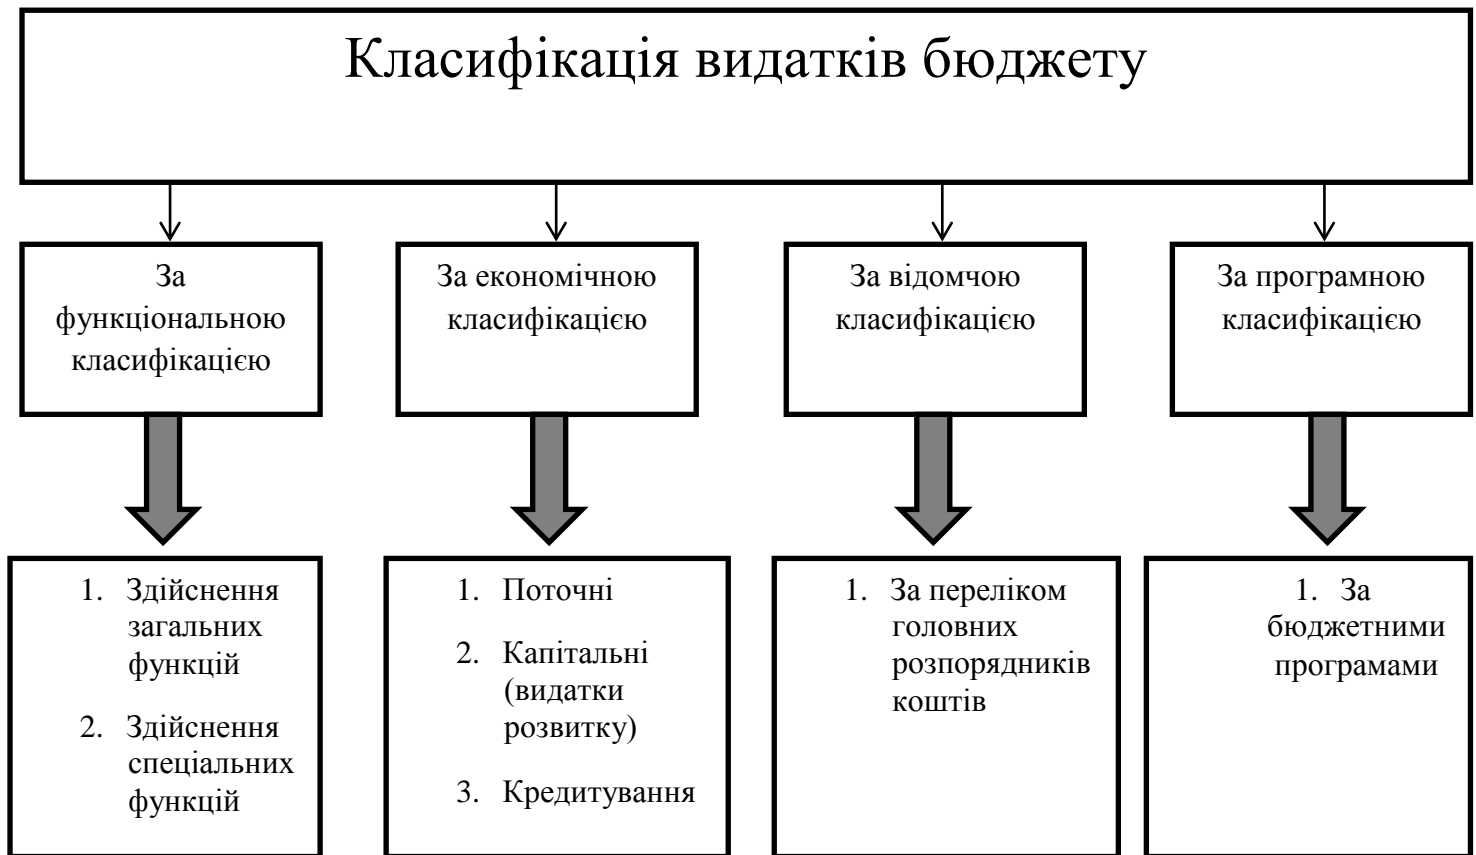 Класифікація видатків бюджету
За
функціональною
класифікацією
За економічною
класифікацією
За відомчою
класифікацією
За програмною
класифікацією
1. Здійснення
загальних
функцій
2. Здійснення
спеціальних
функцій
1. Поточні
2. Капітальні
(видатки
розвитку)
3. Кредитування
1. За переліком
головних
розпорядників
коштів
1. За
бюджетними
програмами